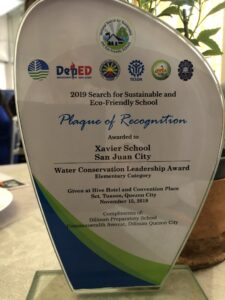 DepED
2019 Search for Sustainable and
Eco-Friendly School
Plaque of Recognition
Awarded to
Xavier School
San Juan City
Water Conservation Leadership Award
Elementary Category
Given at Hive Hotel and Convention Place
Sct. Tuason, Quezon City
November 15, 2019
Compliments of:
Diliman Preparatory School
Commonwealth Avenue, Diliman Quezon City